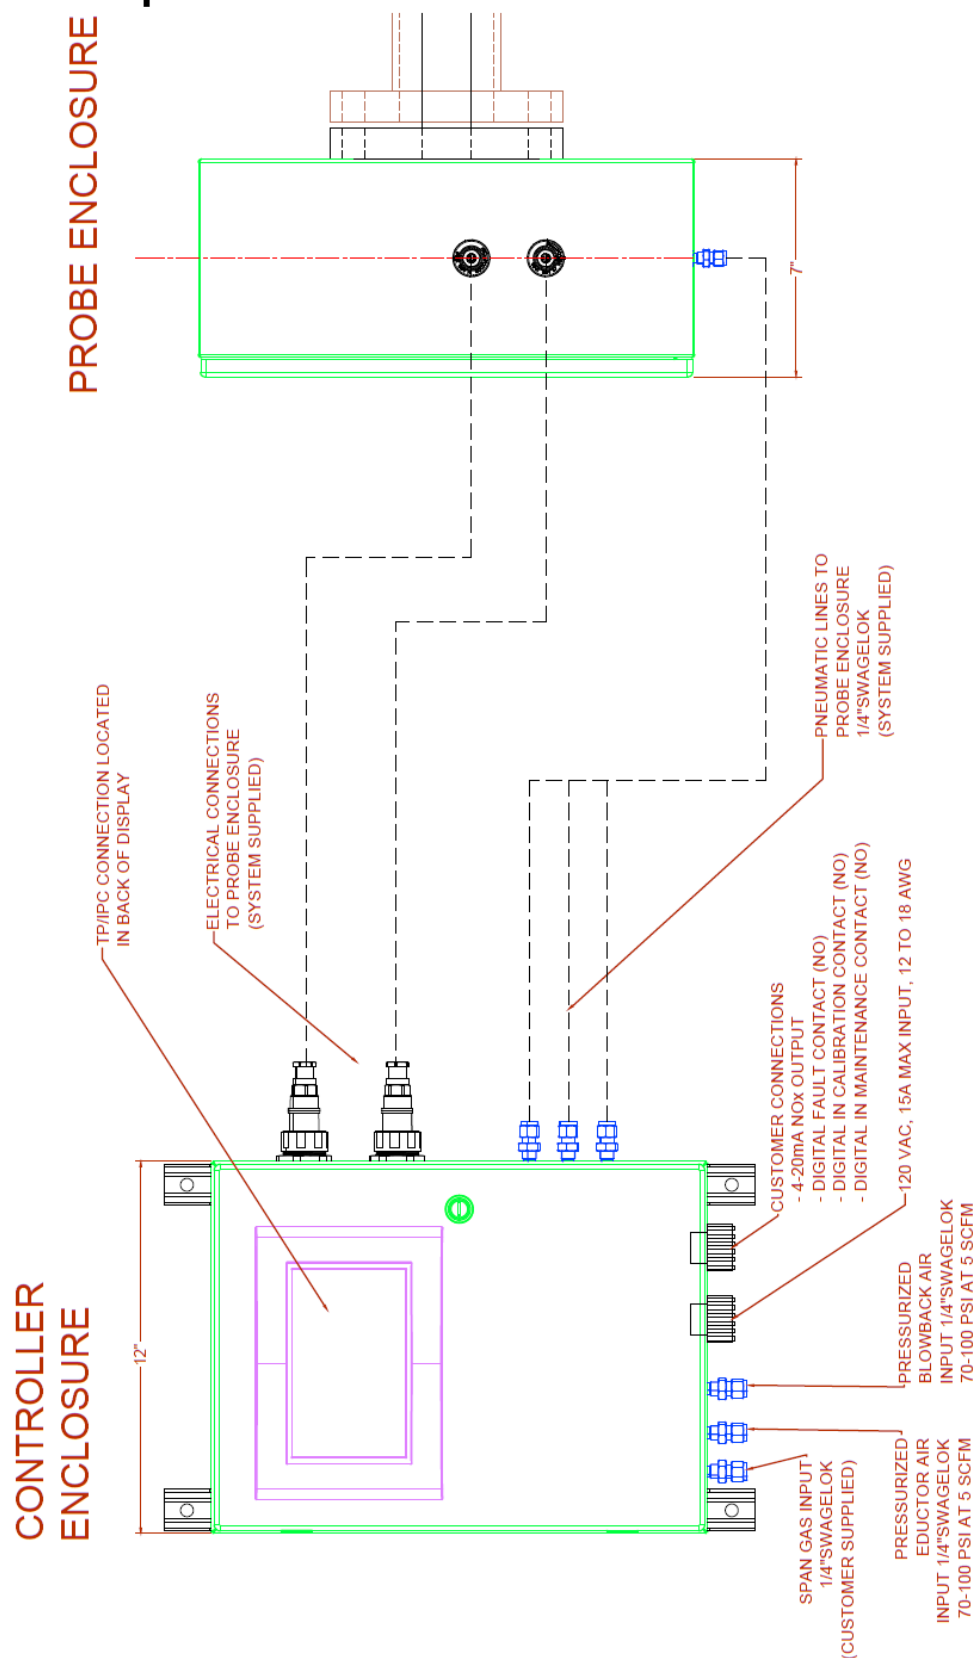 PROBE ENCLOSURE
7"
CONTROLLER
ENCLOSURE
12"
TP/IPC CONNECTION LOCATED
IN BACK OF DISPLAY
ELECTRICAL CONNECTIONS
TO PROBE ENCLOSURE
(SYSTEM SUPPLIED)
PNEUMATIC LINES TO
PROBE ENCLOSURE
1/4"SWAGELOK
(SYSTEM SUPPLIED)
CUSTOMER CONNECTIONS
- 4-20mA NOx OUTPUT
- DIGITAL FAULT CONTACT (NO)
- DIGITAL IN CALIBRATION CONTACT (NO)
- DIGITAL IN MAINTENANCE CONTACT (NO)
120 VAC, 15A MAX INPUT, 12 TO 18 AWG
PRESSURIZED
BLOWBACK AIR
INPUT 1/4"SWAGELOK
70-100 PSI AT 5 SCFM
PRESSURIZED
EDUCTOR AIR
INPUT 1/4"SWAGELOK
70-100 PSI AT 5 SCFM
SPAN GAS INPUT
1/4"SWAGELOK
(CUSTOMER SUPPLIED)